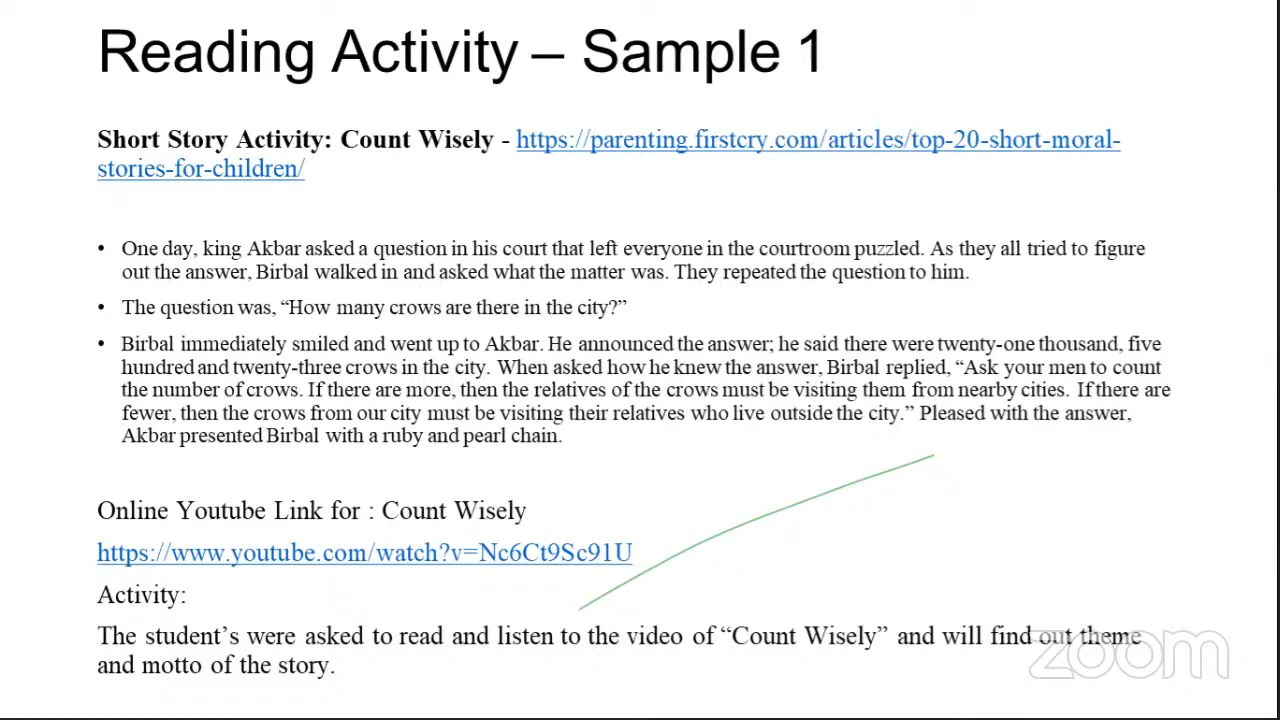 Reading Activity – Sample 1
Short Story Activity: Count Wisely - https://parenting.firstcry.com/articles/top-20-short-moral-
stories-for-children/
• One day, king Akbar asked a question in his court that left everyone in the courtroom puzzled. As they all tried to figure
out the answer, Birbal walked in and asked what the matter was. They repeated the question to him.
• The question was, “How many crows are there in the city?”
• Birbal immediately smiled and went up to Akbar. He announced the answer; he said there were twenty-one thousand, five
hundred and twenty-three crows in the city. When asked how he knew the answer, Birbal replied, “Ask your men to count
the number of crows. If there are more, then the relatives of the crows must be visiting them from nearby cities. If there are
fewer, then the crows from our city must be visiting their relatives who live outside the city.” Pleased with the answer,
Akbar presented Birbal with a ruby and pearl chain.
Online Youtube Link for : Count Wisely
https://www.youtube.com/watch?v=Nc6Ct9Sc91U
Activity:
The student’s were asked to read and listen to the video of “Count Wisely” and will find out theme
and motto of the story.
zoom